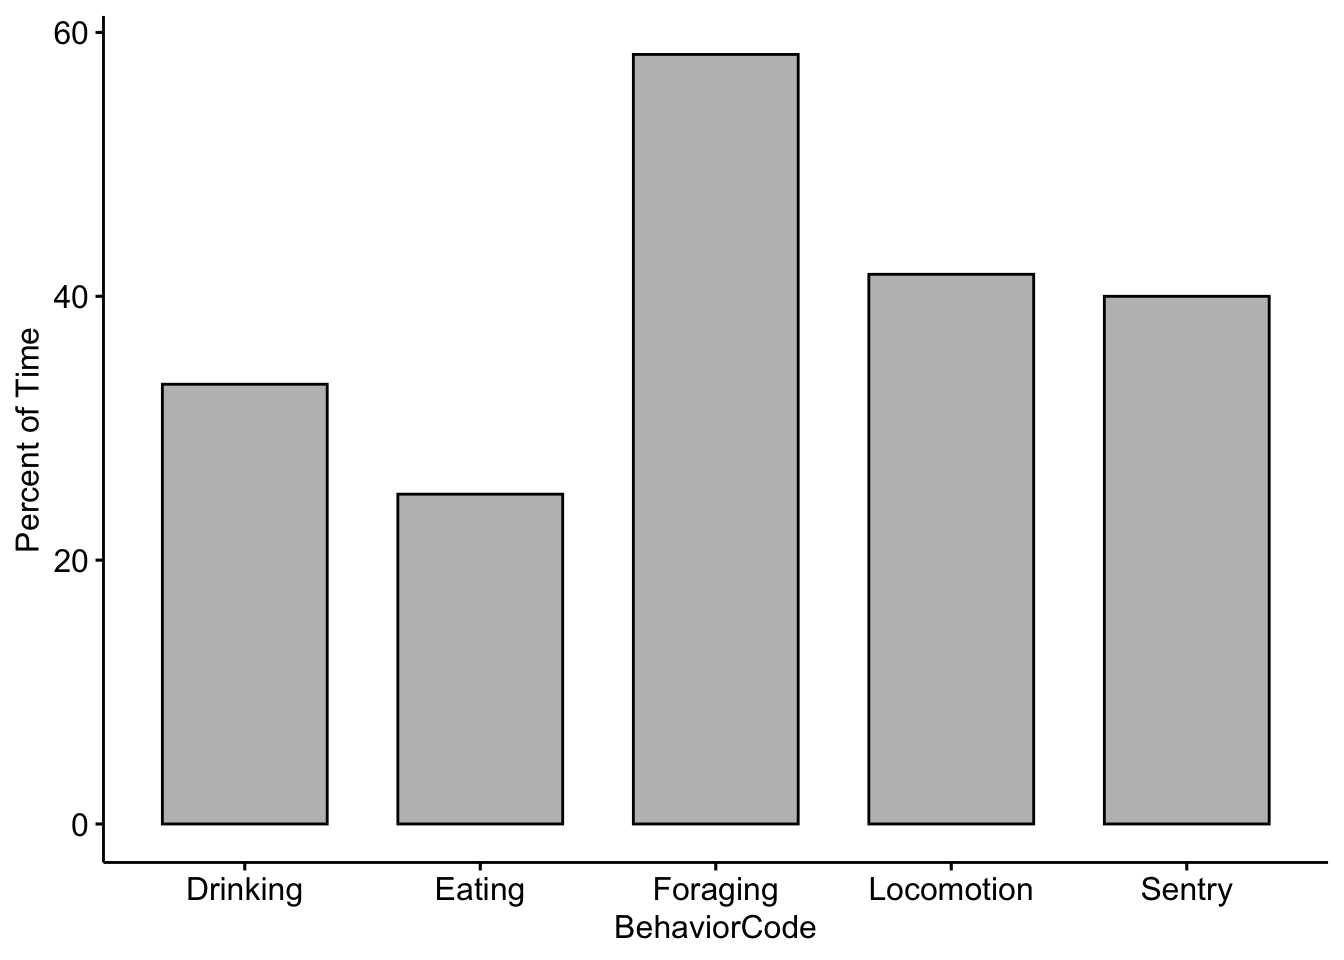 60
40
20
0
Percent of Time
Drinking
Eating
Foraging
Locomotion
Sentry
BehaviorCode